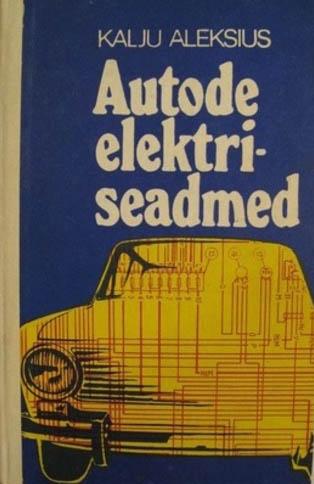 KALJU ALEKSIUS
Autode
elektri-
seadmed